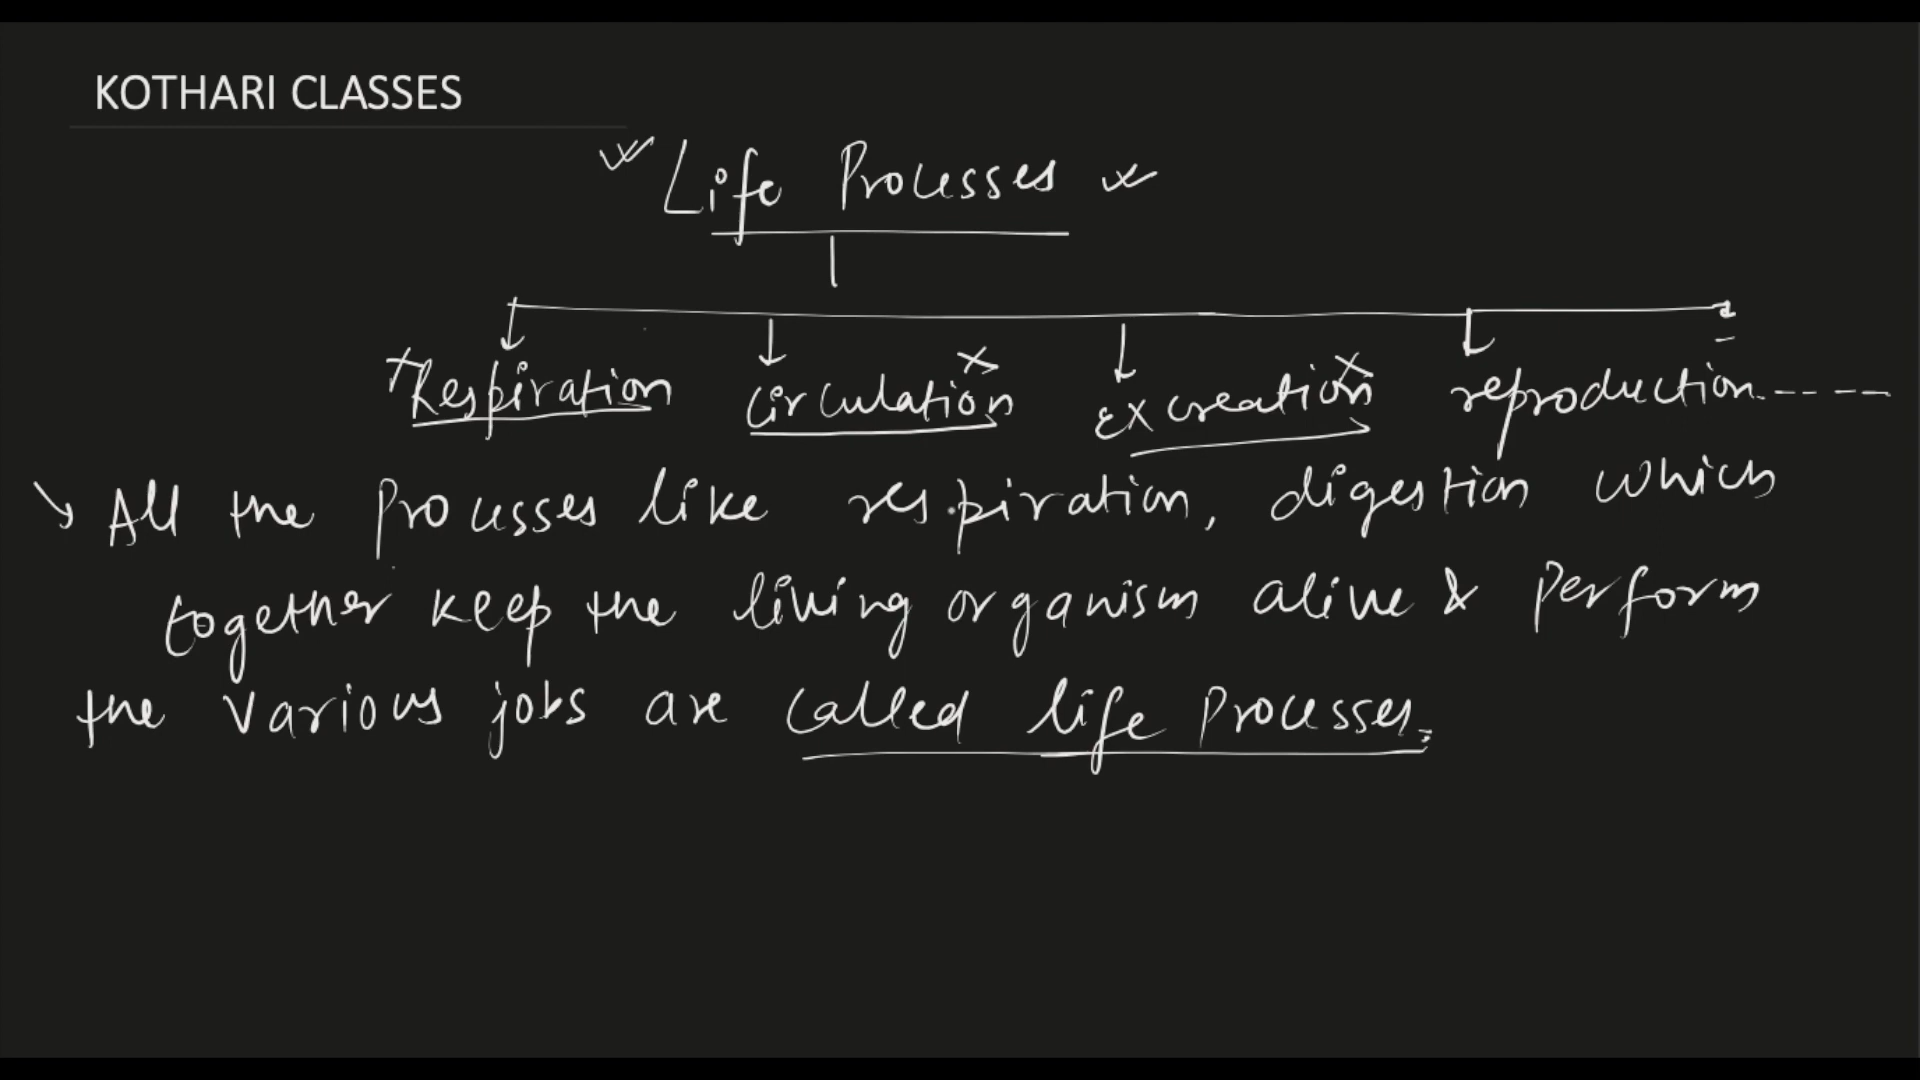 KOTHARI CLASSES
Life Processes
Respiration circulation excreation reproduction-----
All the processes like respiration, digestion which
together keep the living organism alive & perform
the various jobs are called life processes.